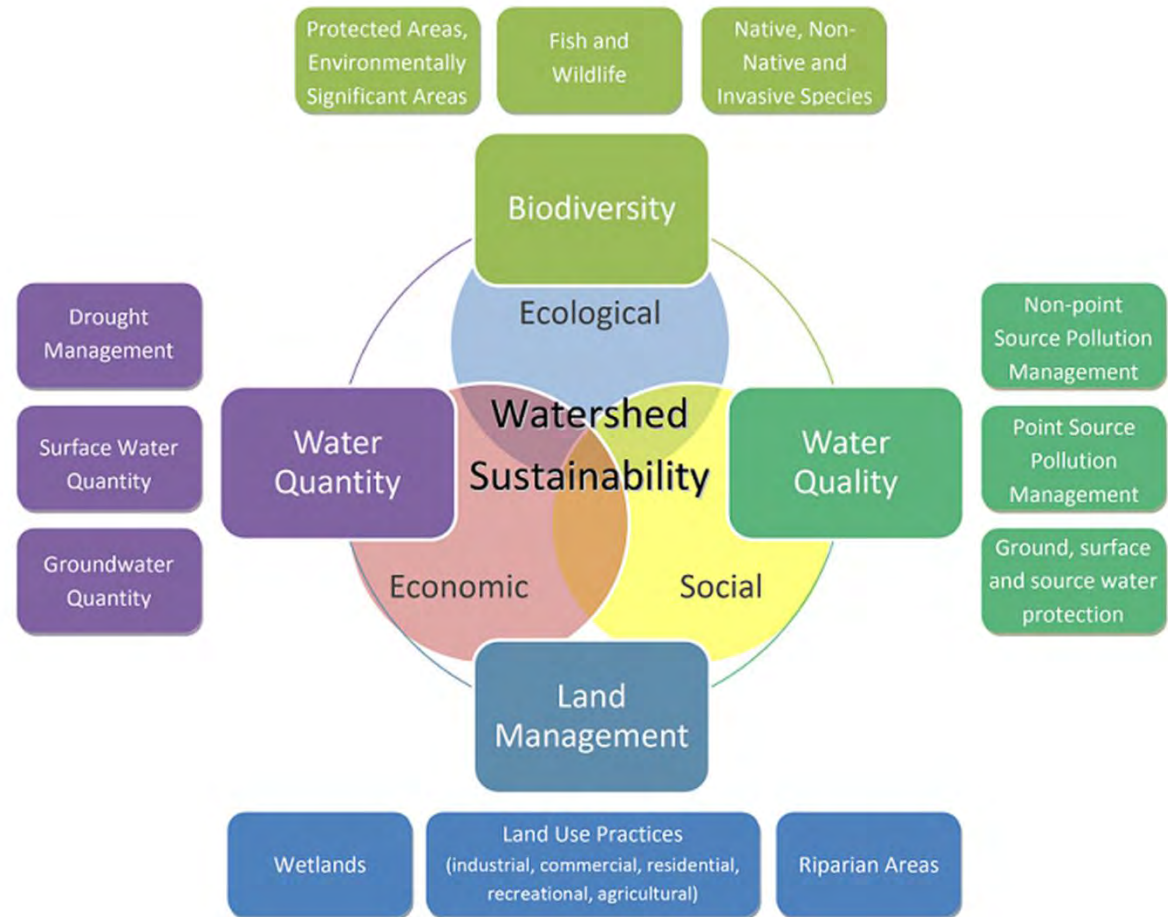 Protected Areas,
Environmentally
Significant Areas
Fish and
Wildlife
Native, Non-
Native and
Invasive Species
Biodiversity
Ecological
Drought
Management
Surface Water
Quantity
Groundwater
Quantity
Water
Quantity
Watershed
Sustainability
Water
Quality
Non-point
Source Pollution
Management
Point Source
Pollution
Management
Ground, surface
and source water
protection
Economic
Social
Land
Management
Wetlands
Land Use Practices
(industrial, commercial, residential,
recreational, agricultural)
Riparian Areas